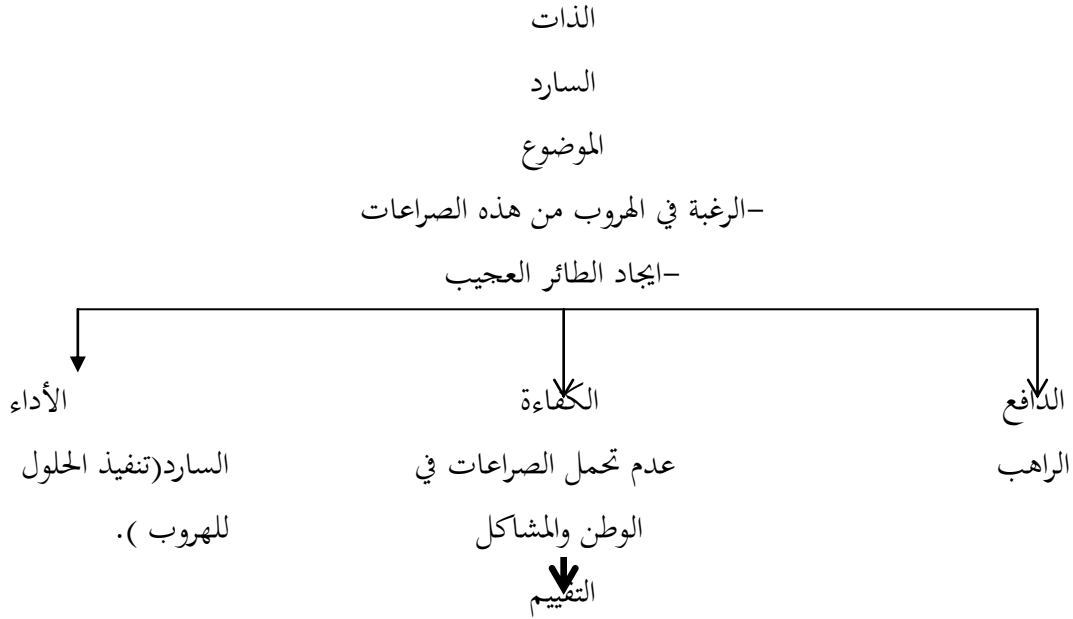 الذات
السارد
الموضوع
–الرغبة في الهروب من هذه الصراعات
–ايجاد الطائر العجيب
الدافع الكفاءة الأداء
الراهب عدم تحمل الصراعات في السارد(تنفيذ الحلول
الوطن والمشاكل للهروب ).
التقييم